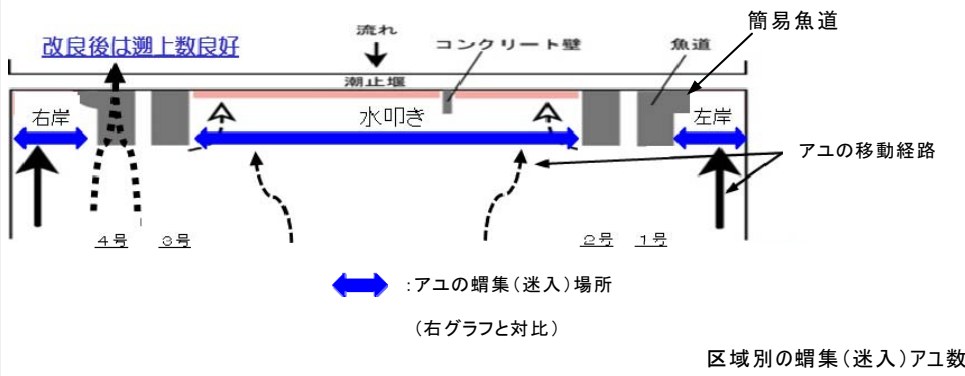 簡易魚道
流れ
改良後は遡上数良好
コンクリート壁
魚道
潮止堰
右岸
水叩き
左岸
アユの移動経路
4号
3号
2号
1号
:アユの蝟集(迷入)場所
(右グラフと対比)
区域別の蝟集(迷入)アユ数